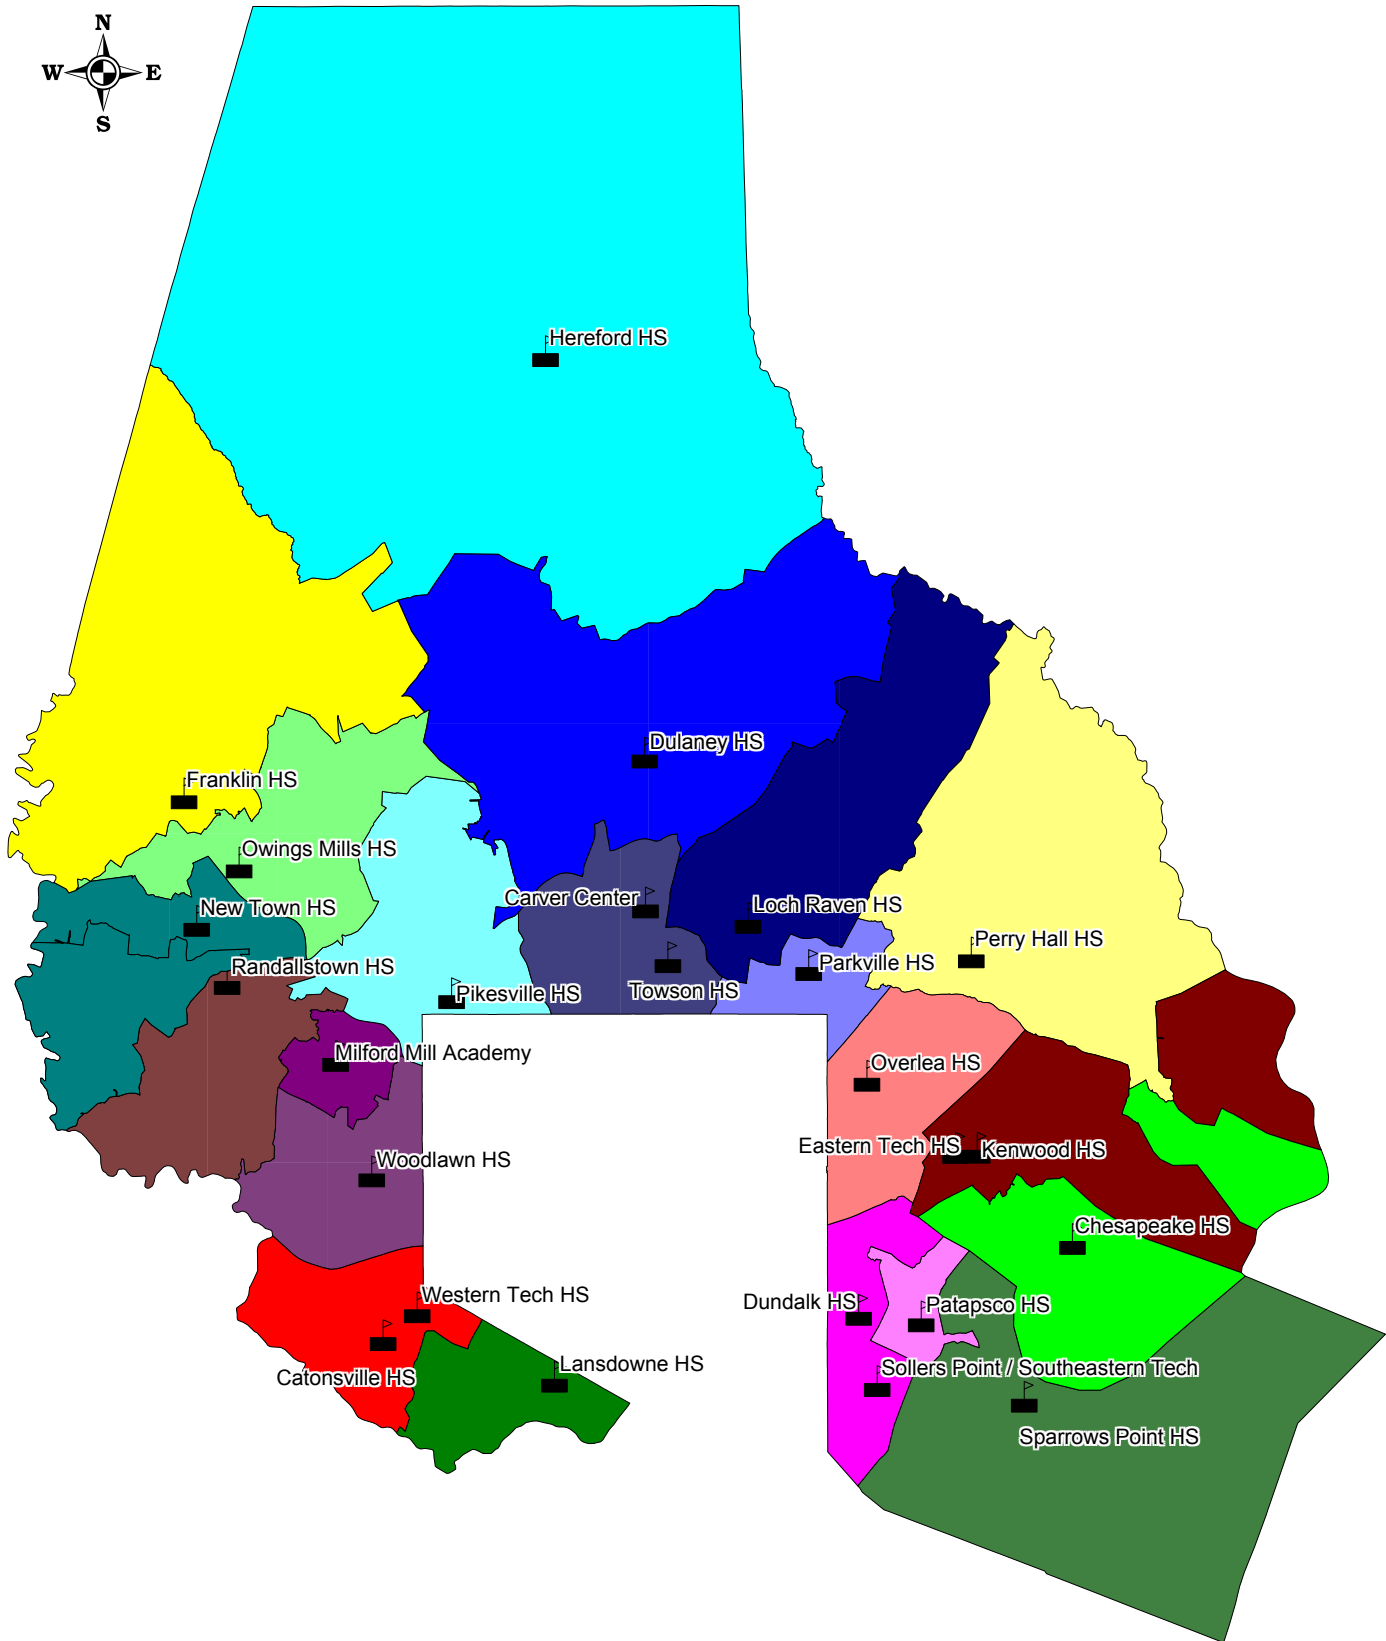 N
W E
S
Hereford HS
Dulaney HS
Franklin HS
Owings Mills HS
Carver Center
Loch Raven HS
New Town HS
Perry Hall HS
Parkville HS
Randallstown HS
Towson HS
Pikesville HS
Milford Mill Academy
Overlea HS
Eastern Tech HS
Kenwood HS
Woodlawn HS
Chesapeake HS
Western Tech HS
Dundalk HS
Patapsco HS
Lansdowne HS
Sollers Point / Southeastern Tech
Catonsville HS
Sparrows Point HS